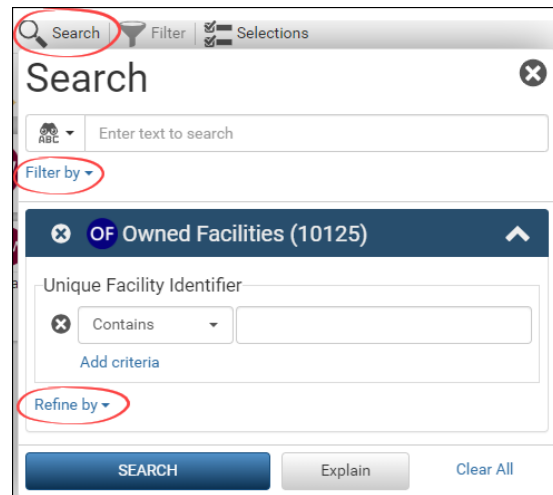 Search Filter Selections
Search
ABC Enter text to search
Filter by
OF Owned Facilities (10125)
Unique Facility Identifier
Contains
Add criteria
Refine by
SEARCH Explain Clear All